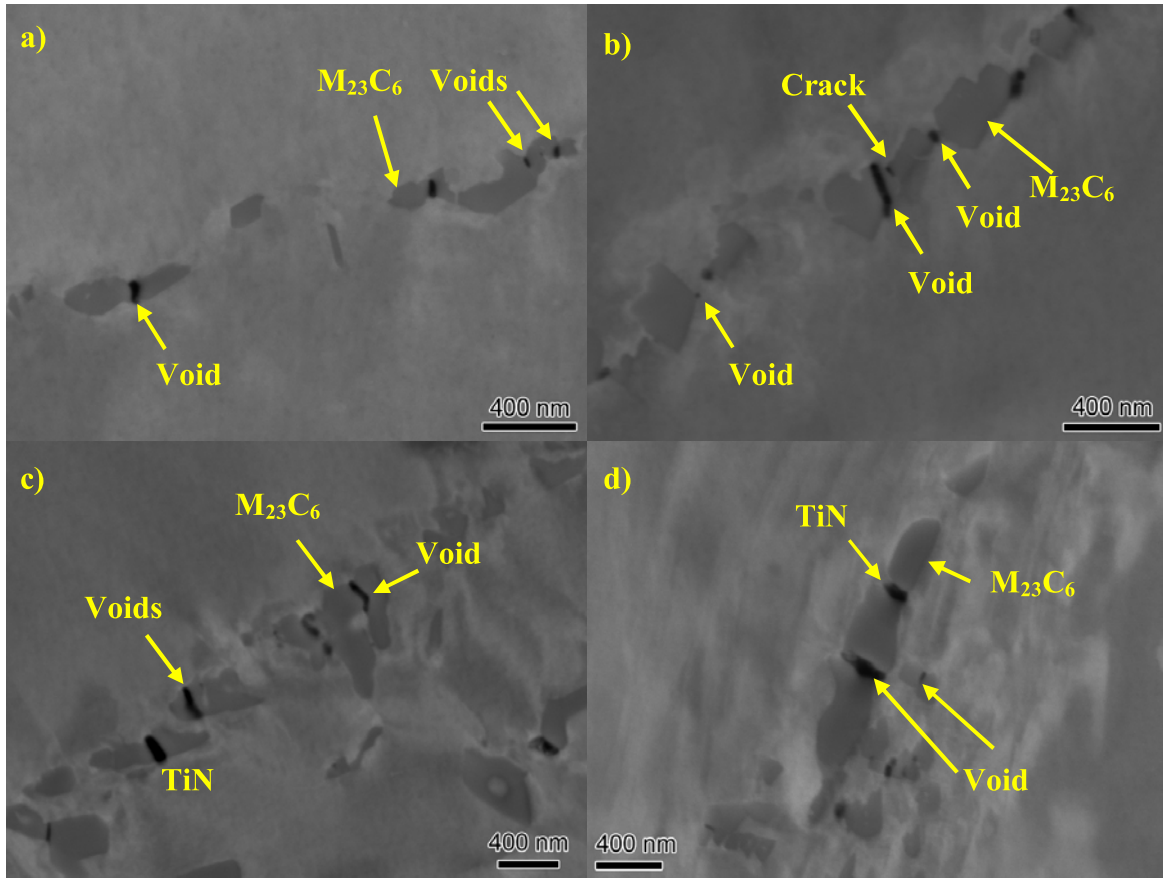 a)
M₂₃C₆
Voids
Void
400 nm
b)
Crack
M₂₃C₆
Void
Void
Void
400 nm
c)
M₂₃C₆
Void
Voids
TiN
400 nm
d)
TiN
M₂₃C₆
Void
400 nm